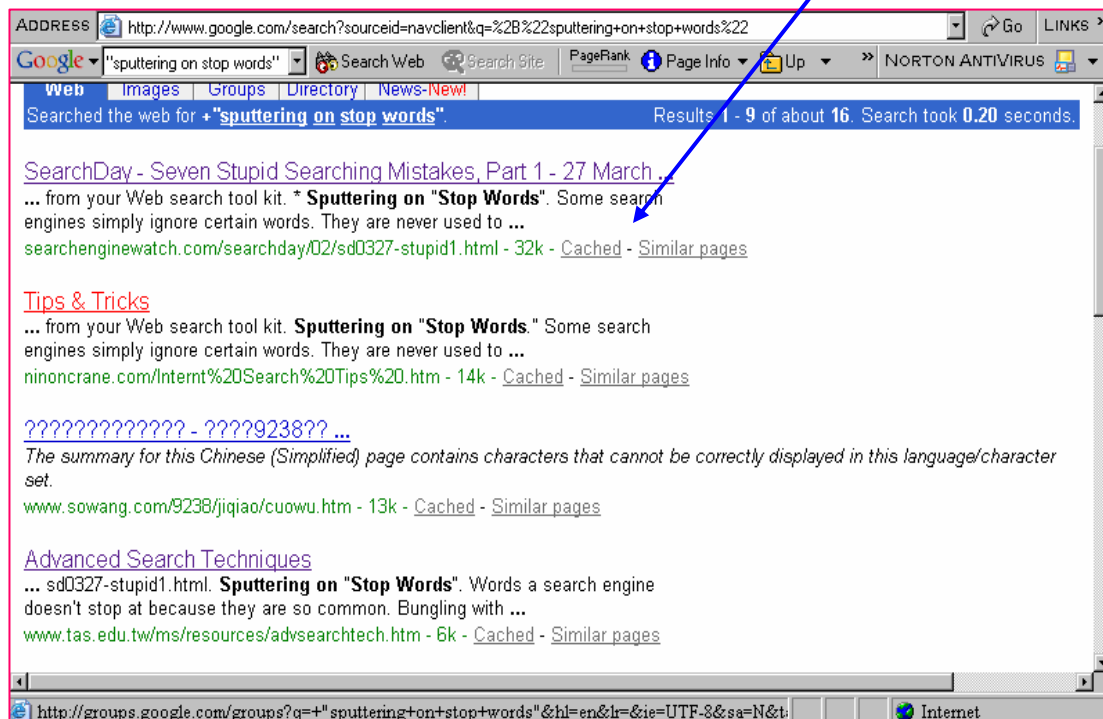 ADDRESS http://www.google.com/search?sourceid=navclient&q=%2B%22sputtering+on+stop+words%22 Go LINKS »
Google "sputtering on stop words" Search Web Search Site PageRank Page Info Up » NORTON ANTIVIRUS
Web Images Groups Directory News-New!
Searched the web for +"sputtering on stop words". Results 1 - 9 of about 16. Search took 0.20 seconds.
SearchDay - Seven Stupid Searching Mistakes, Part 1 - 27 March ...
... from your Web search tool kit. * Sputtering on "Stop Words". Some search
engines simply ignore certain words. They are never used to ...
searchenginewatch.com/searchday/02/sd0327-stupid1.html - 32k - Cached - Similar pages
Tips & Tricks
... from your Web search tool kit. Sputtering on "Stop Words." Some search
engines simply ignore certain words. They are never used to ...
ninoncrane.com/Internt%20Search%20Tips%20.htm - 14k - Cached - Similar pages
????????????? - ????9238?? ...
The summary for this Chinese (Simplified) page contains characters that cannot be correctly displayed in this language/character
set.
www.sowang.com/9238/jiqiao/cuowu.htm - 13k - Cached - Similar pages
Advanced Search Techniques
... sd0327-stupid1.html. Sputtering on "Stop Words". Words a search engine
doesn't stop at because they are so common. Bungling with ...
www.tas.edu.tw/ms/resources/advsearchtech.htm - 6k - Cached - Similar pages
http://groups.google.com/groups?q=+"sputtering+on+stop+words"&hl=en&lr=&ie=UTF-8&sa=N&t Internet